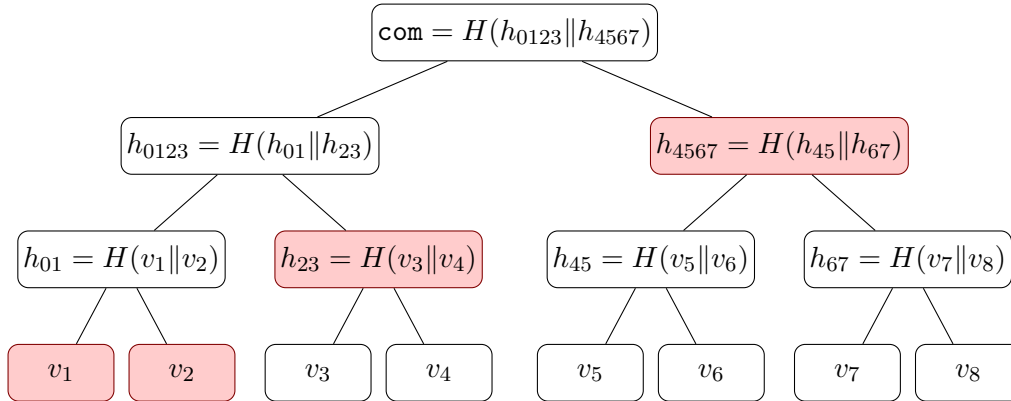 com = H(h₀₁₂₃‖h₄₅₆₇)
h₀₁₂₃ = H(h₀₁‖h₂₃)
h₄₅₆₇ = H(h₄₅‖h₆₇)
h₀₁ = H(v₁‖v₂)
h₂₃ = H(v₃‖v₄)
h₄₅ = H(v₅‖v₆)
h₆₇ = H(v₇‖v₈)
v₁
v₂
v₃
v₄
v₅
v₆
v₇
v₈